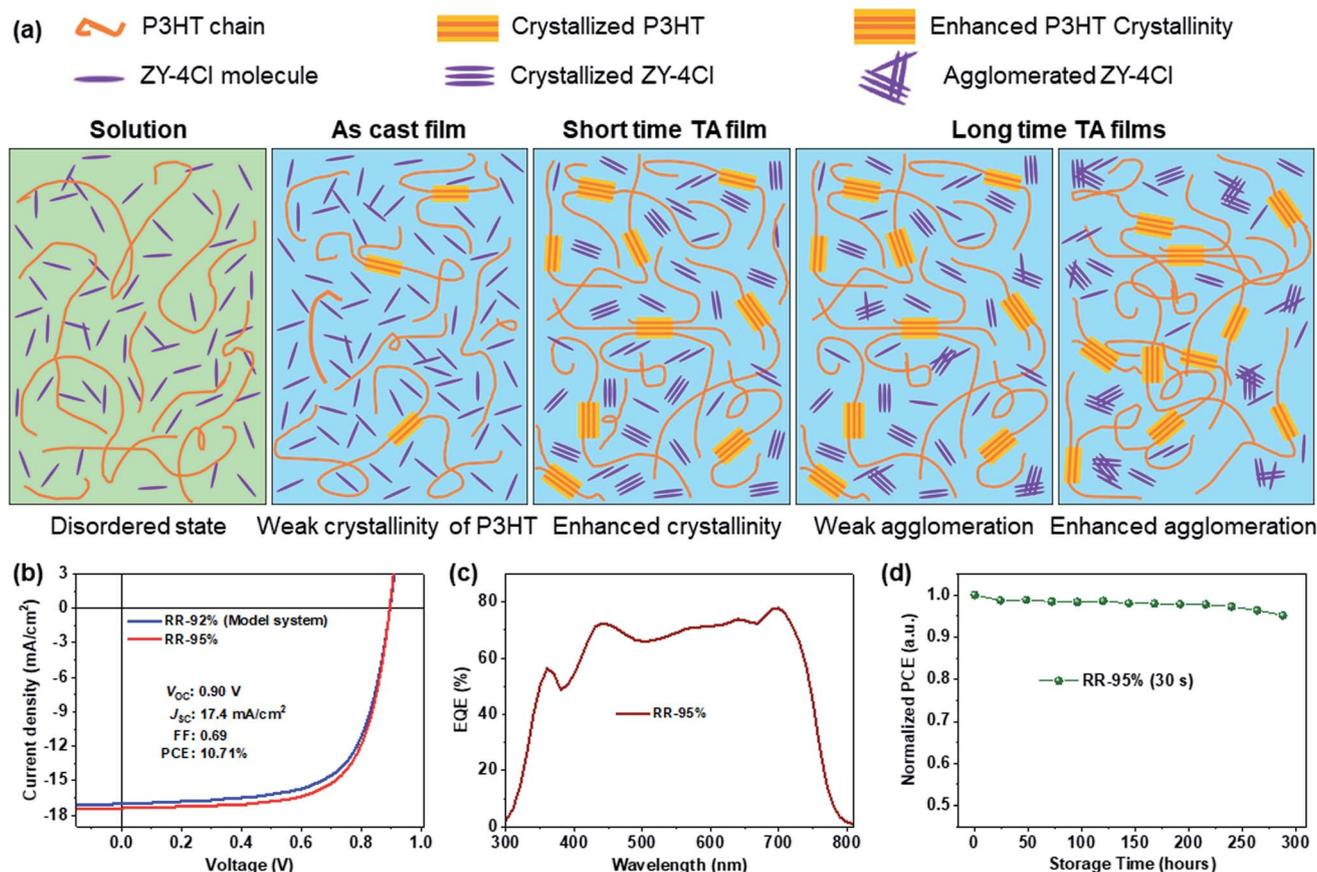 (a)
P3HT chain
Crystallized P3HT
Enhanced P3HT Crystallinity
ZY-4Cl molecule
Crystallized ZY-4Cl
Agglomerated ZY-4Cl
Solution
As cast film
Short time TA film
Long time TA films
Disordered state
Weak crystallinity of P3HT
Enhanced crystallinity
Weak agglomeration
Enhanced agglomeration
(b)
3
0
-3
-6
-9
-12
-15
-18
Current density (mA/cm²)
RR-92% (Model system)
RR-95%
VOC: 0.90 V
JSC: 17.4 mA/cm²
FF: 0.69
PCE: 10.71%
0.0 0.2 0.4 0.6 0.8 1.0
Voltage (V)
(c)
80
60
40
20
0
EQE (%)
RR-95%
300 400 500 600 700 800
Wavelength (nm)
(d)
1.0
0.9
0.8
0.7
0.6
0.5
Normalized PCE (a.u.)
RR-95% (30 s)
0 50 100 150 200 250 300
Storage Time (hours)